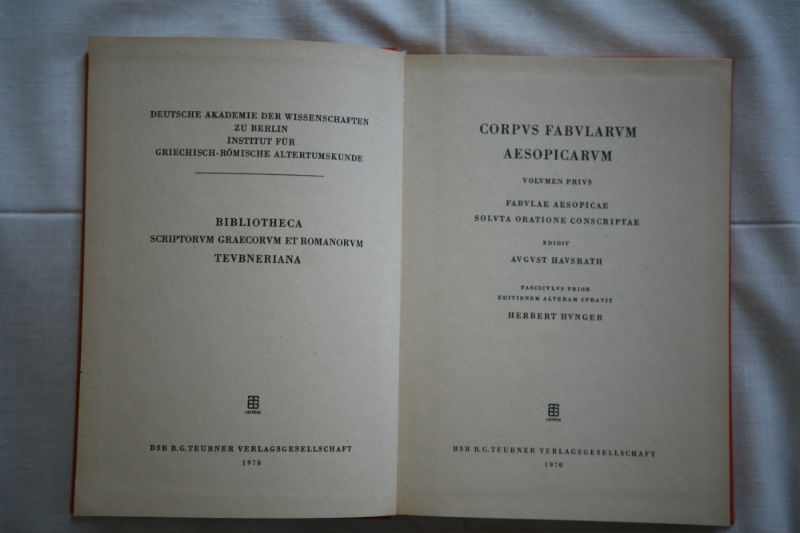 DEUTSCHE AKADEMIE DER WISSENSCHAFTEN
ZU BERLIN
INSTITUT FÜR
GRIECHISCH-RÖMISCHE ALTERTUMSKUNDE
BIBLIOTHECA
SCRIPTORVM GRAECORVM ET ROMANORVM
TEVBNERIANA
LEIPZIG
BSB B.G.TEUBNER VERLAGSGESELLSCHAFT
1970
CORPVS FABVLARVM
AESOPICARVM
VOLVMEN PRIVS
FABVLAE AESOPICAE
SOLVTA ORATIONE CONSCRIPTAE
EDIDIT
AVGVST HAVSRATH
FASCICVLVS PRIOR
EDITIONEM ALTERAM CVRAVIT
HERBERT HVNGER
LEIPZIG
BSB B.G.TEUBNER VERLAGSGESELLSCHAFT
1970